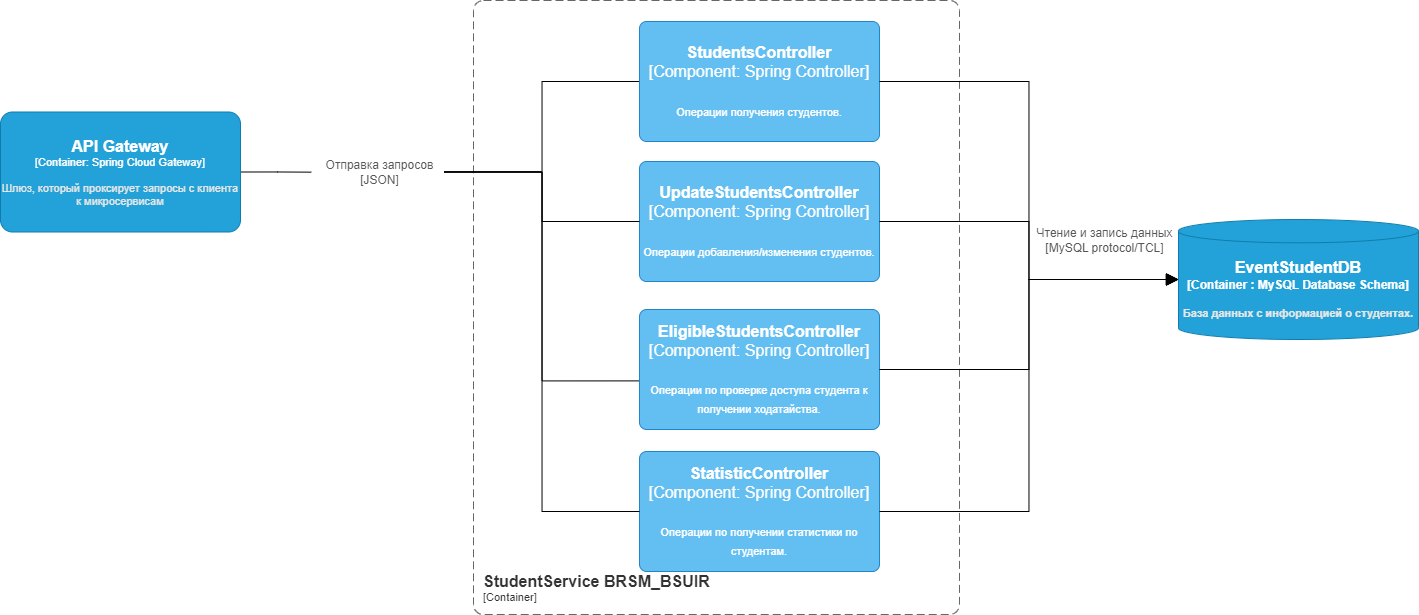 API Gateway
[Container: Spring Cloud Gateway]
Шлюз, который проксирует запросы с клиента
к микросервисам
Отправка запросов
[JSON]
StudentsController
[Component: Spring Controller]
Операции получения студентов.
UpdateStudentsController
[Component: Spring Controller]
Операции добавления/изменения студентов.
EligibleStudentsController
[Component: Spring Controller]
Операции по проверке доступа студента к
получении ходатайства.
StatisticController
[Component: Spring Controller]
Операции по получении статистики по
студентам.
StudentService BRSM_BSUIR
[Container]
Чтение и запись данных
[MySQL protocol/TCL]
EventStudentDB
[Container : MySQL Database Schema]
База данных с информацией о студентах.